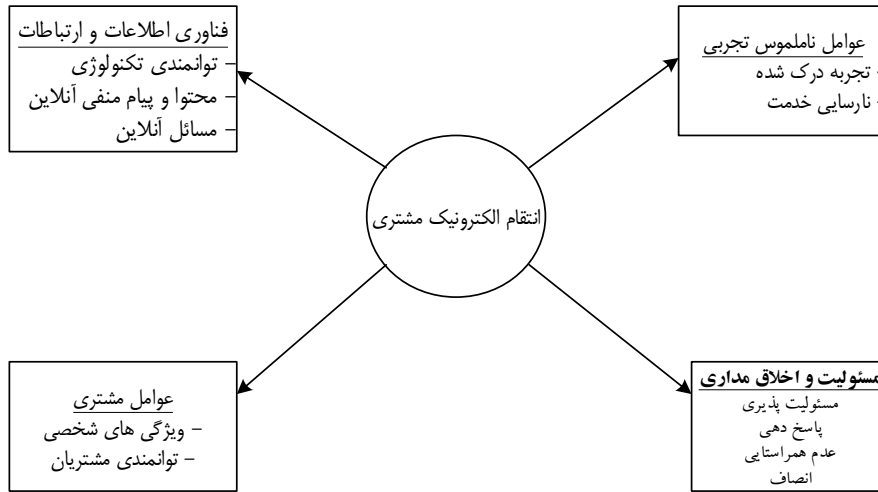 عوامل ناملموس تجربی
- تجربه درک شده
- نارسایی خدمت
فناوری اطلاعات و ارتباطات
- توانمندی تکنولوژی
- محتوا و پیام منفی آنلاین
- مسائل آنلاین
انتقام الکترونیک مشتری
مسئولیت و اخلاق مداری
مسئولیت پذیری
پاسخ دهی
عدم همراستایی
انصاف
عوامل مشتری
- ویژگی های شخصی
- توانمندی مشتریان